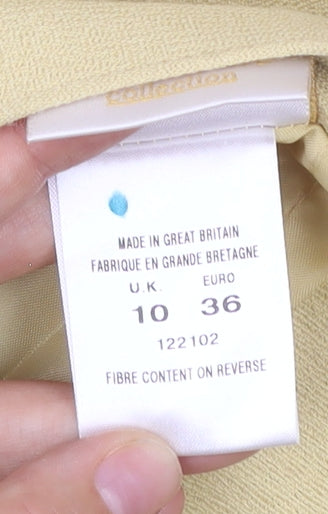 MADE IN GREAT BRITAIN
FABRIQUE EN GRANDE BRETAGNE
U.K. EURO
10 36
122102
FIBRE CONTENT ON REVERSE